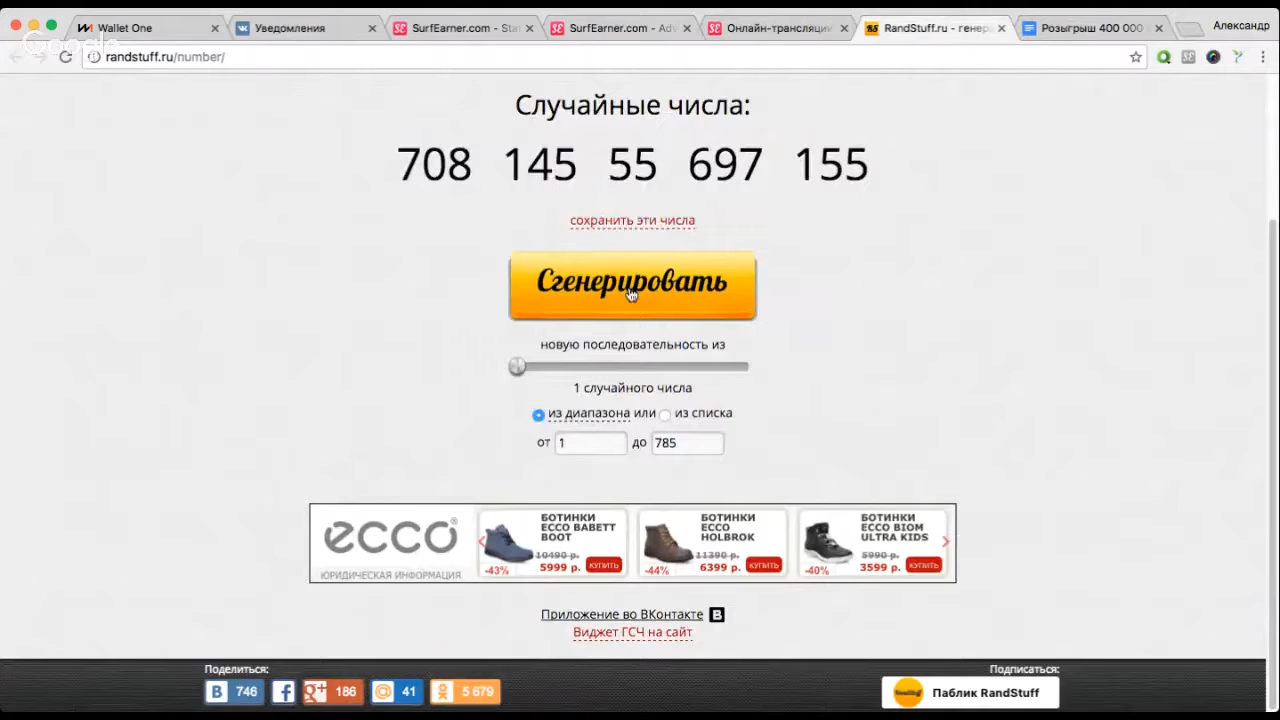 Wallet One
Уведомления
SurfEarner.com - Sta
SurfEarner.com - Adv
Онлайн-трансляции
RandStuff.ru - генер
Розыгрыш 400 000
Александр
Google
randstuff.ru/number/
Случайные числа:
708 145 55 697 155
сохранить эти числа
Сгенерировать
новую последовательность из
1 случайного числа
из диапазона или из списка
от 1 до 785
ecco®
ЮРИДИЧЕСКАЯ ИНФОРМАЦИЯ
БОТИНКИ
ECCO BABETT
BOOT
10490 р.
-43% 5999 р. КУПИТЬ
БОТИНКИ
ECCO
HOLBROK
11390 р.
-44% 6399 р. КУПИТЬ
БОТИНКИ
ECCO BIOM
ULTRA KIDS
5990 р.
-40% 3599 р. КУПИТЬ
Приложение во ВКонтакте В
Виджет ГСЧ на сайт
Поделиться:
В 746 f g+ 186 @ 41 5 679
Подписаться:
Паблик RandStuff